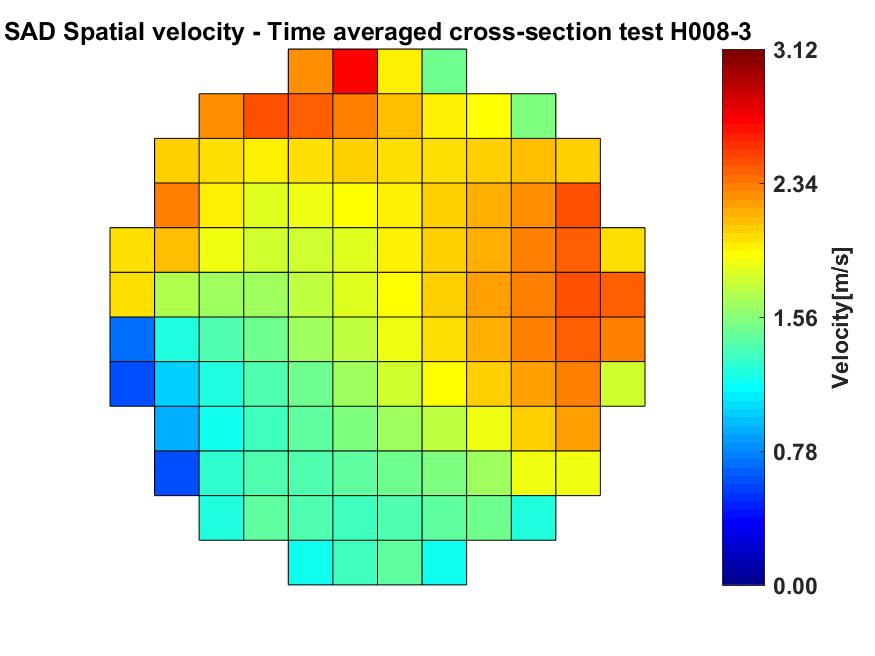 SAD Spatial velocity - Time averaged cross-section test H008-3
3.12
2.34
1.56
0.78
0.00
Velocity[m/s]